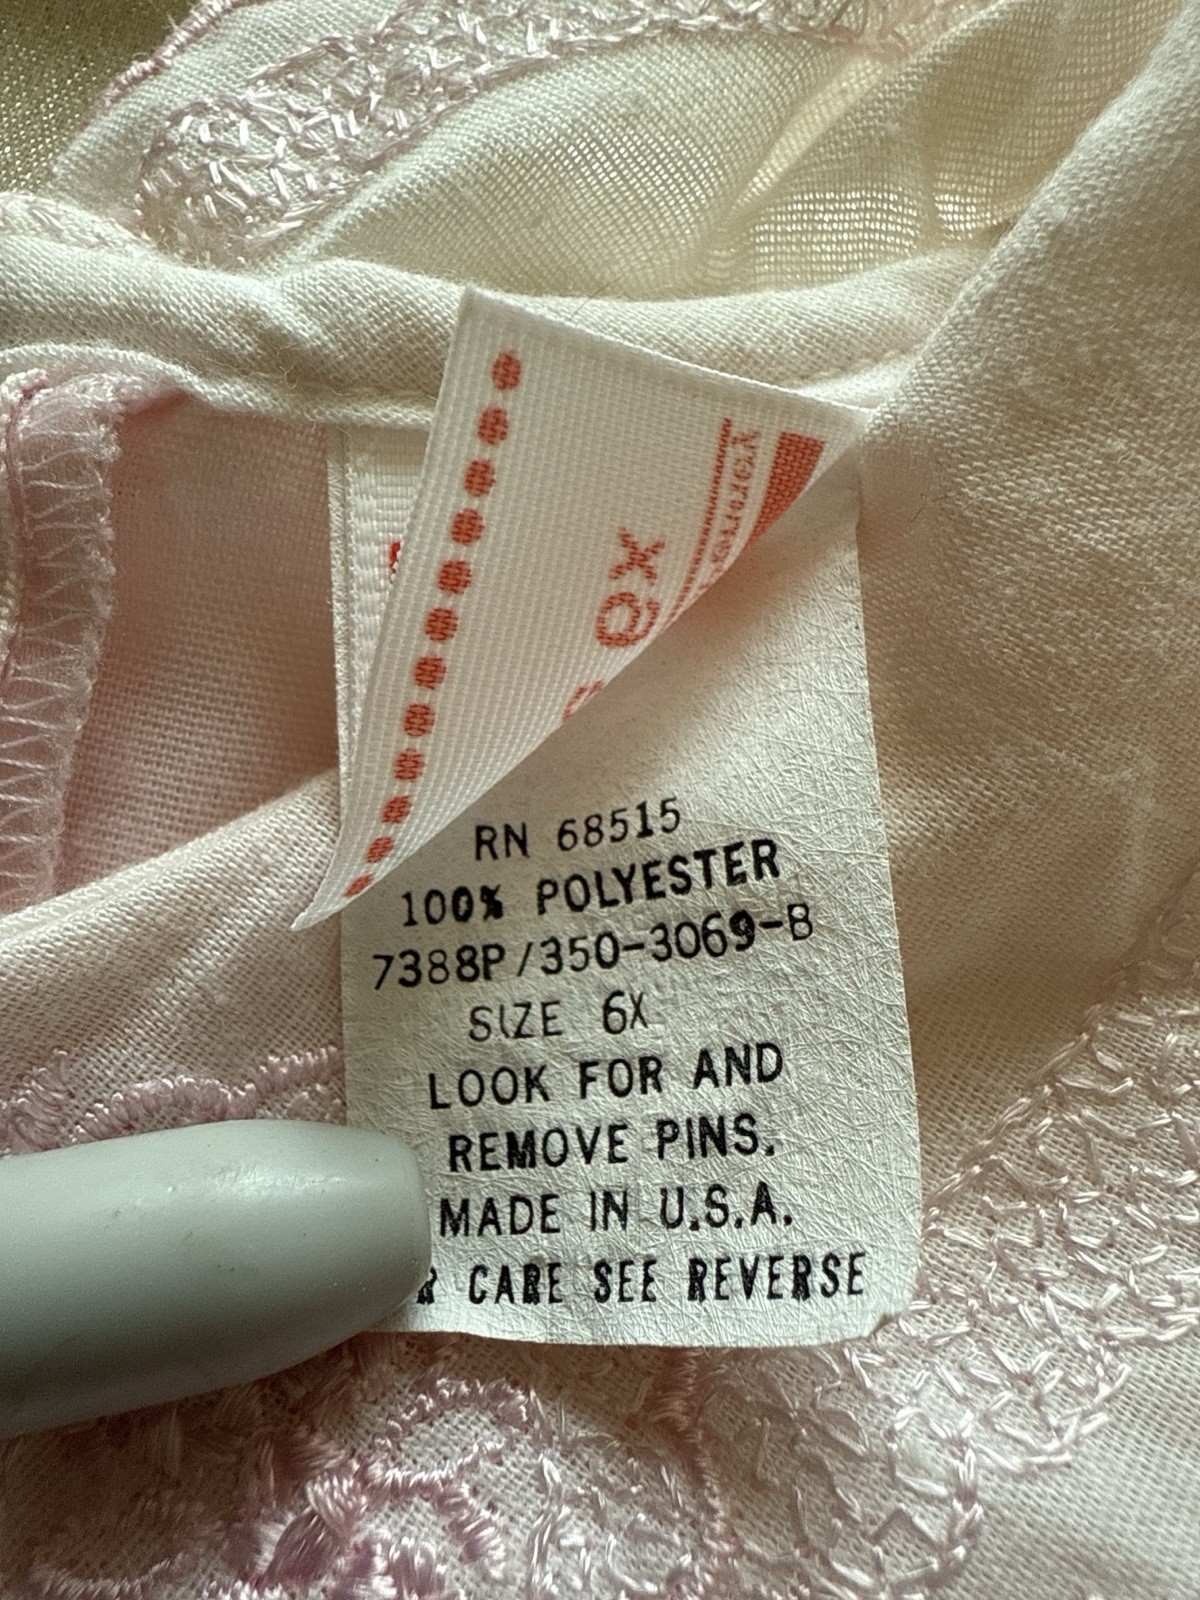 6x
RN 68515
100% POLYESTER
7388P/350-3069-B
SIZE 6X
LOOK FOR AND
REMOVE PINS.
MADE IN U.S.A.
R CARE SEE REVERSE